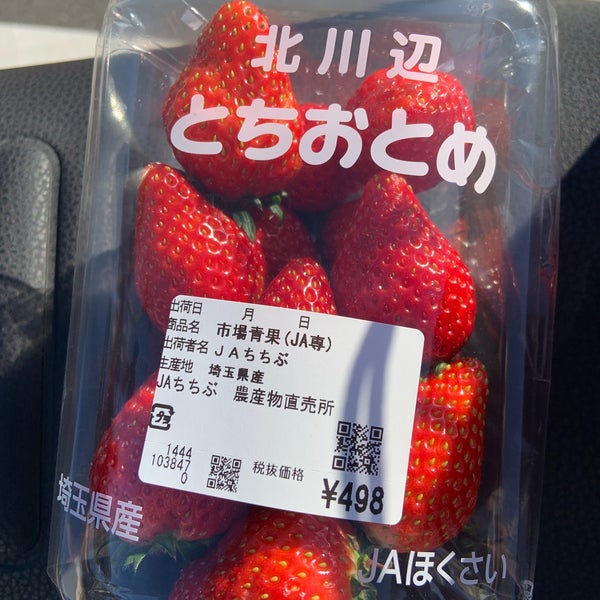 北川辺
とちおとめ
出荷日 月 日
商品名 市場青果(JA専)
出荷者名 JAちちぶ
生産地 埼玉県産
JAちちぶ 農産物直売所
1444
103847
0
税抜価格
¥498
埼玉県産
JAほくさい